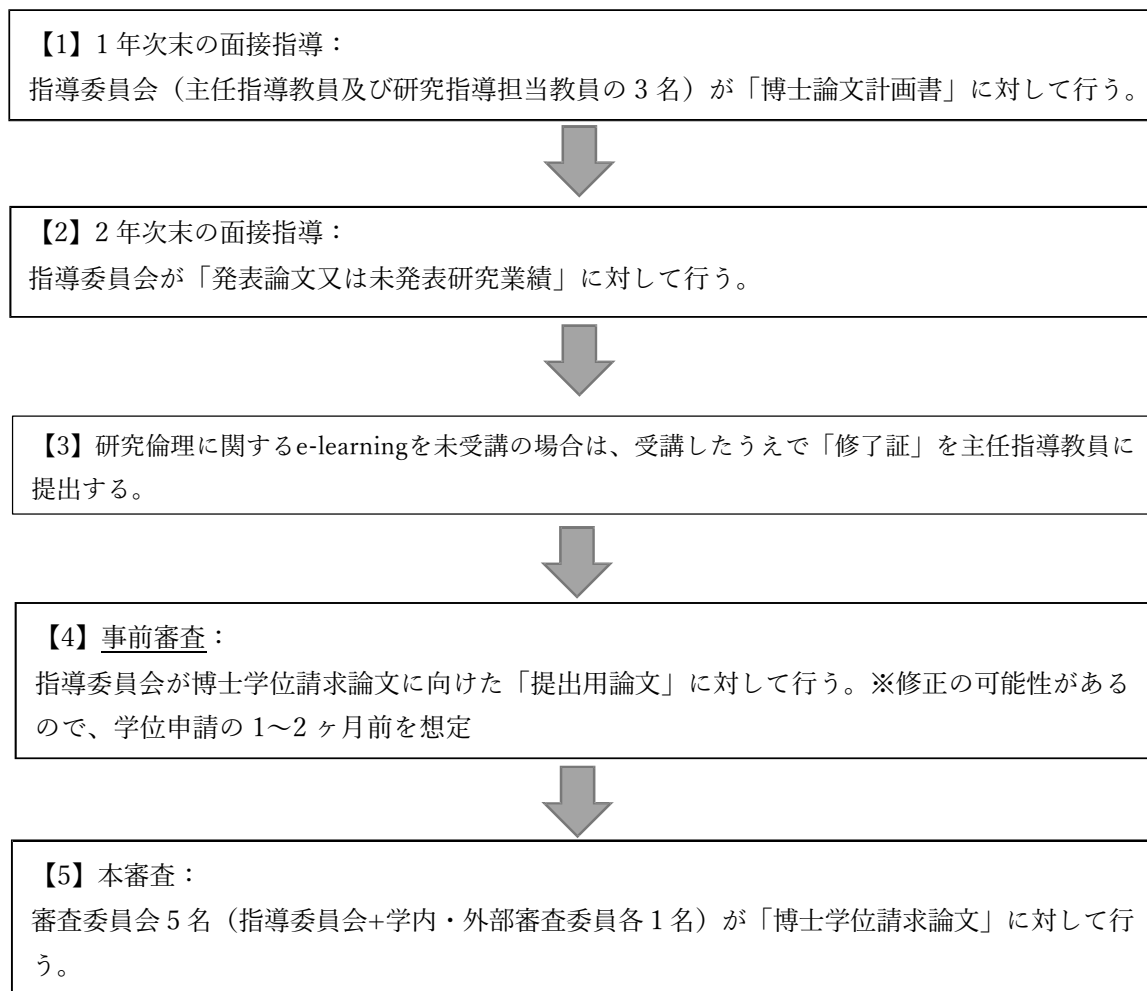 【1】1 年次末の面接指導：
指導委員会（主任指導教員及び研究指導担当教員の 3 名）が「博士論文計画書」に対して行う。
【2】2 年次末の面接指導：
指導委員会が「発表論文又は未発表研究業績」に対して行う。
【3】研究倫理に関するe-learningを未受講の場合は、受講したうえで「修了証」を主任指導教員に
提出する。
【4】事前審査：
指導委員会が博士学位請求論文に向けた「提出用論文」に対して行う。※修正の可能性がある
ので、学位申請の 1～2 ヶ月前を想定
【5】本審査：
審査委員会 5 名（指導委員会+学内・外部審査委員各 1 名）が「博士学位請求論文」に対して行
う。